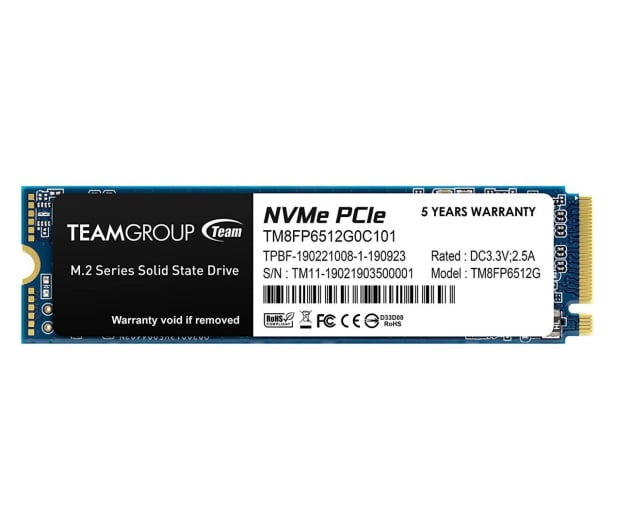 TEAMGROUP Team
M.2 Series Solid State Drive
Warranty void if removed
NVMe PCIe
5 YEARS WARRANTY
TM8FP6512G0C101
TPBF-190221008-1-190923
Rated : DC3.3V;2.5A
S/N : TM11-19021903500001
Model : TM8FP6512G
RoHS
COMPLIANT
FC CE
D33D08
RoHS